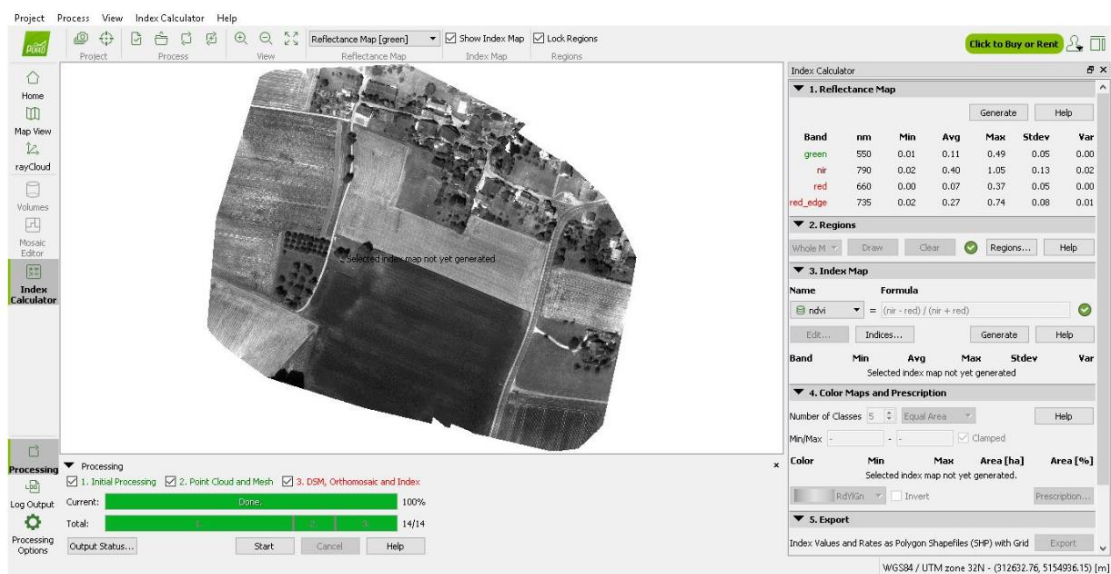 Project Process View Index Calculator Help
PIX4D
Reflectance Map [green] Show Index Map Lock Regions
Click to Buy or Rent
Project Process View Reflectance Map Index Map Regions
Home
Map View
rayCloud
Volumes
Mosaic
Editor
Index
Calculator
Processing
Log Output
Processing
Options
Selected index map not yet generated
Processing
1. Initial Processing 2. Point Cloud and Mesh 3. DSM, Orthomosaic and Index
Current: Done. 100%
Total: 1. 2. 3. 14/14
Output Status... Start Cancel Help
Index Calculator
1. Reflectance Map
Generate Help
Band nm Min Avg Max Stdev Var
green 550 0.01 0.11 0.49 0.05 0.00
nir 790 0.02 0.40 1.05 0.13 0.02
red 660 0.00 0.07 0.37 0.05 0.00
red_edge 735 0.02 0.27 0.74 0.08 0.01
2. Regions
Whole M Draw Clear Regions... Help
3. Index Map
Name Formula
ndvi = (nir - red) / (nir + red)
Edit... Indices... Generate Help
Band Min Avg Max Stdev Var
Selected index map not yet generated
4. Color Maps and Prescription
Number of Classes 5 Equal Area Help
Min/Max - - - Clamped
Color Min Max Area [ha] Area [%]
Selected index map not yet generated.
RdYlGn Invert Prescription...
5. Export
Index Values and Rates as Polygon Shapefiles (SHP) with Grid Export
WGS84 / UTM zone 32N - (312632.76, 5154936.15) [m]